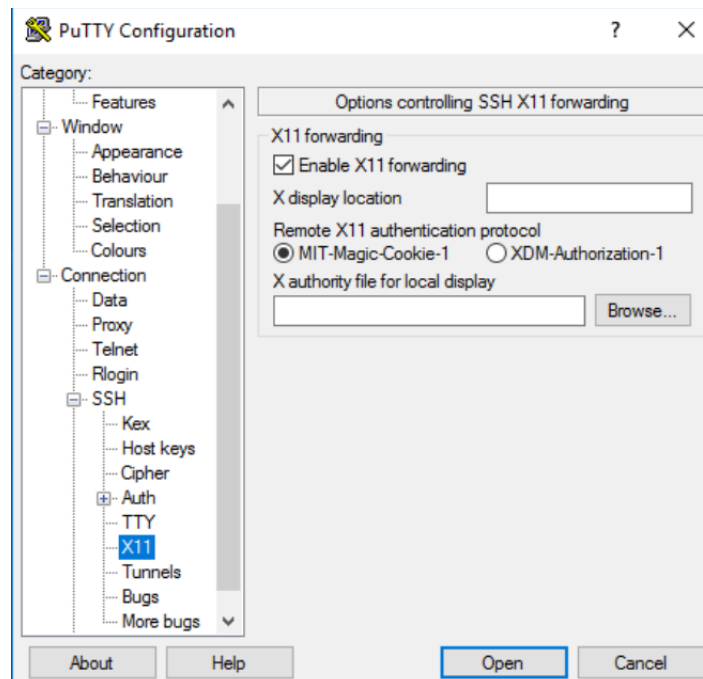 PuTTY Configuration
?
Category:
Features
Window
Appearance
Behaviour
Translation
Selection
Colours
Connection
Data
Proxy
Telnet
Rlogin
SSH
Kex
Host keys
Cipher
Auth
TTY
X11
Tunnels
Bugs
More bugs
Options controlling SSH X11 forwarding
X11 forwarding
Enable X11 forwarding
X display location
Remote X11 authentication protocol
MIT-Magic-Cookie-1 XDM-Authorization-1
X authority file for local display
Browse...
About Help Open Cancel